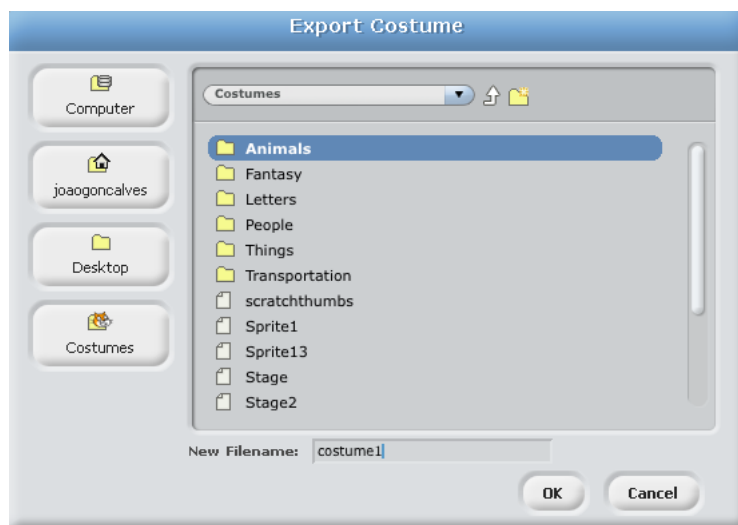 Export Costume
Computer
joaogoncalves
Desktop
Costumes
Costumes
Animals
Fantasy
Letters
People
Things
Transportation
scratchthumbs
Sprite1
Sprite13
Stage
Stage2
New Filename: costume1
OK Cancel